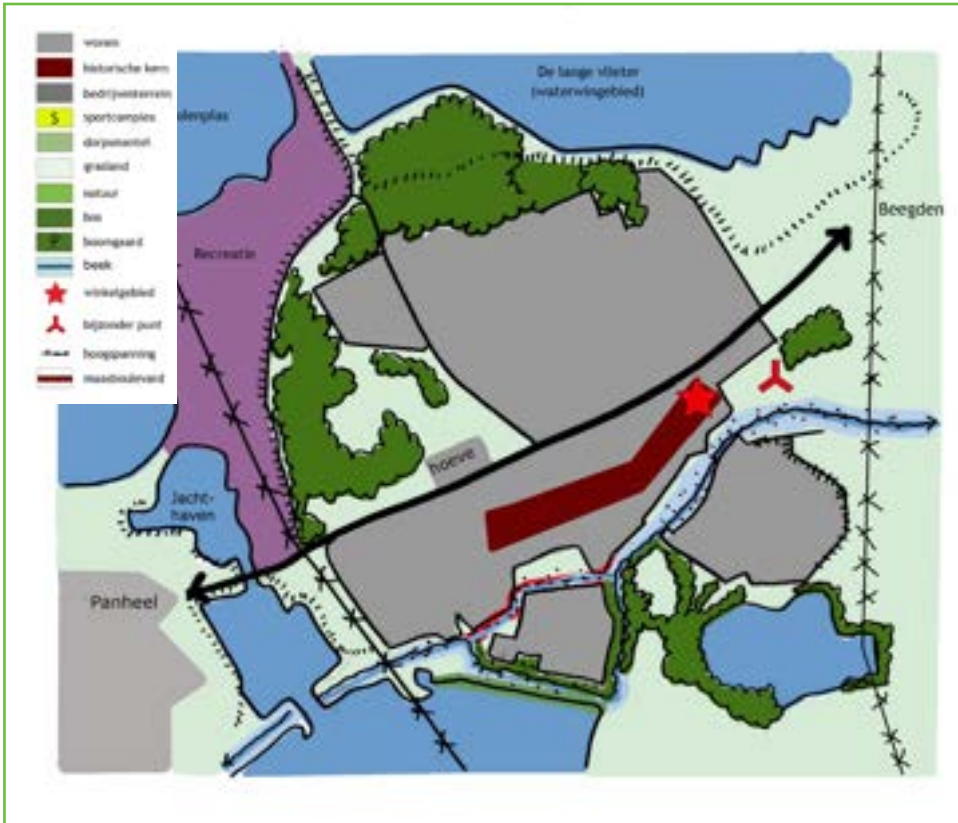 wonen
historische kern
bedrijventerrein
S sportcomplex
dorpsmantel
grasland
natuur
bos
boomgaard
beek
winkelgebied
bijzonder punt
hoogspanning
maasboulevard
De lange vlieter
(waterwingebied)
lenplas
Beegden
Recreatie
hoeve
Jacht-
haven
Panheel